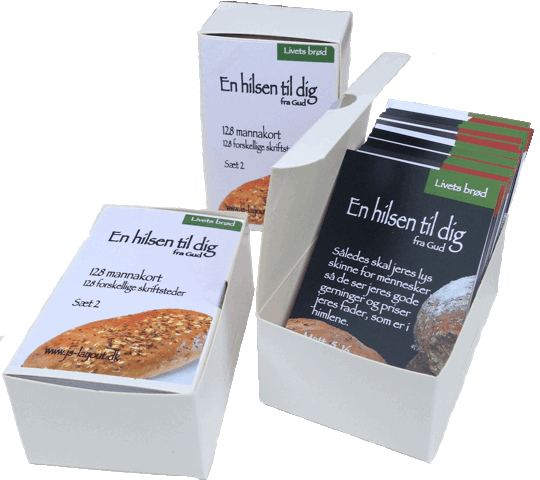 Livets brød
En hilsen til dig
fra Gud
128 mannakort
128 forskellige skriftsteder
Sæt 2
Livets brød
En hilsen til dig
fra Gud
128 mannakort
128 forskellige skriftsteder
Sæt 2
www.js-layout.dk
Livets brød
En hilsen til dig
fra Gud
Således skal jeres lys
skinne for mennesker,
så de ser jeres gode
gerninger og priser
jeres fader, som er i
himlene.